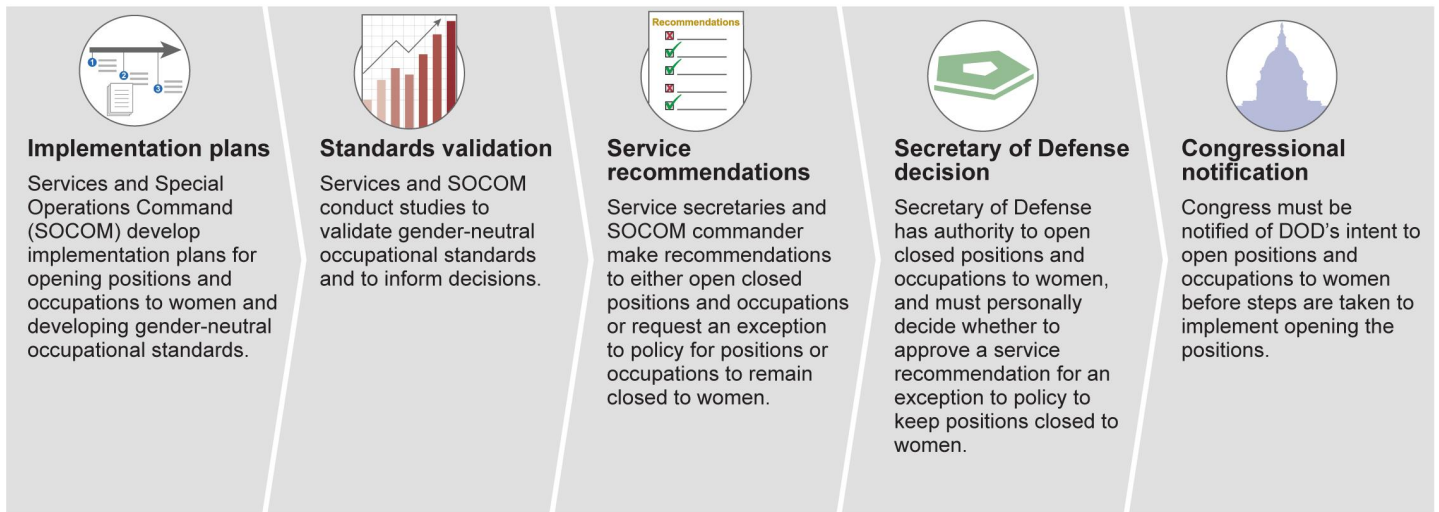 1
2
3
Implementation plans
Services and Special
Operations Command
(SOCOM) develop
implementation plans for
opening positions and
occupations to women and
developing gender-neutral
occupational standards.
Standards validation
Services and SOCOM
conduct studies to
validate gender-neutral
occupational standards
and to inform decisions.
Recommendations
Service
recommendations
Service secretaries and
SOCOM commander
make recommendations
to either open closed
positions and occupations
or request an exception
to policy for positions or
occupations to remain
closed to women.
Secretary of Defense
decision
Secretary of Defense
has authority to open
closed positions and
occupations to women,
and must personally
decide whether to
approve a service
recommendation for an
exception to policy to
keep positions closed to
women.
Congressional
notification
Congress must be
notified of DOD's intent to
open positions and
occupations to women
before steps are taken to
implement opening the
positions.